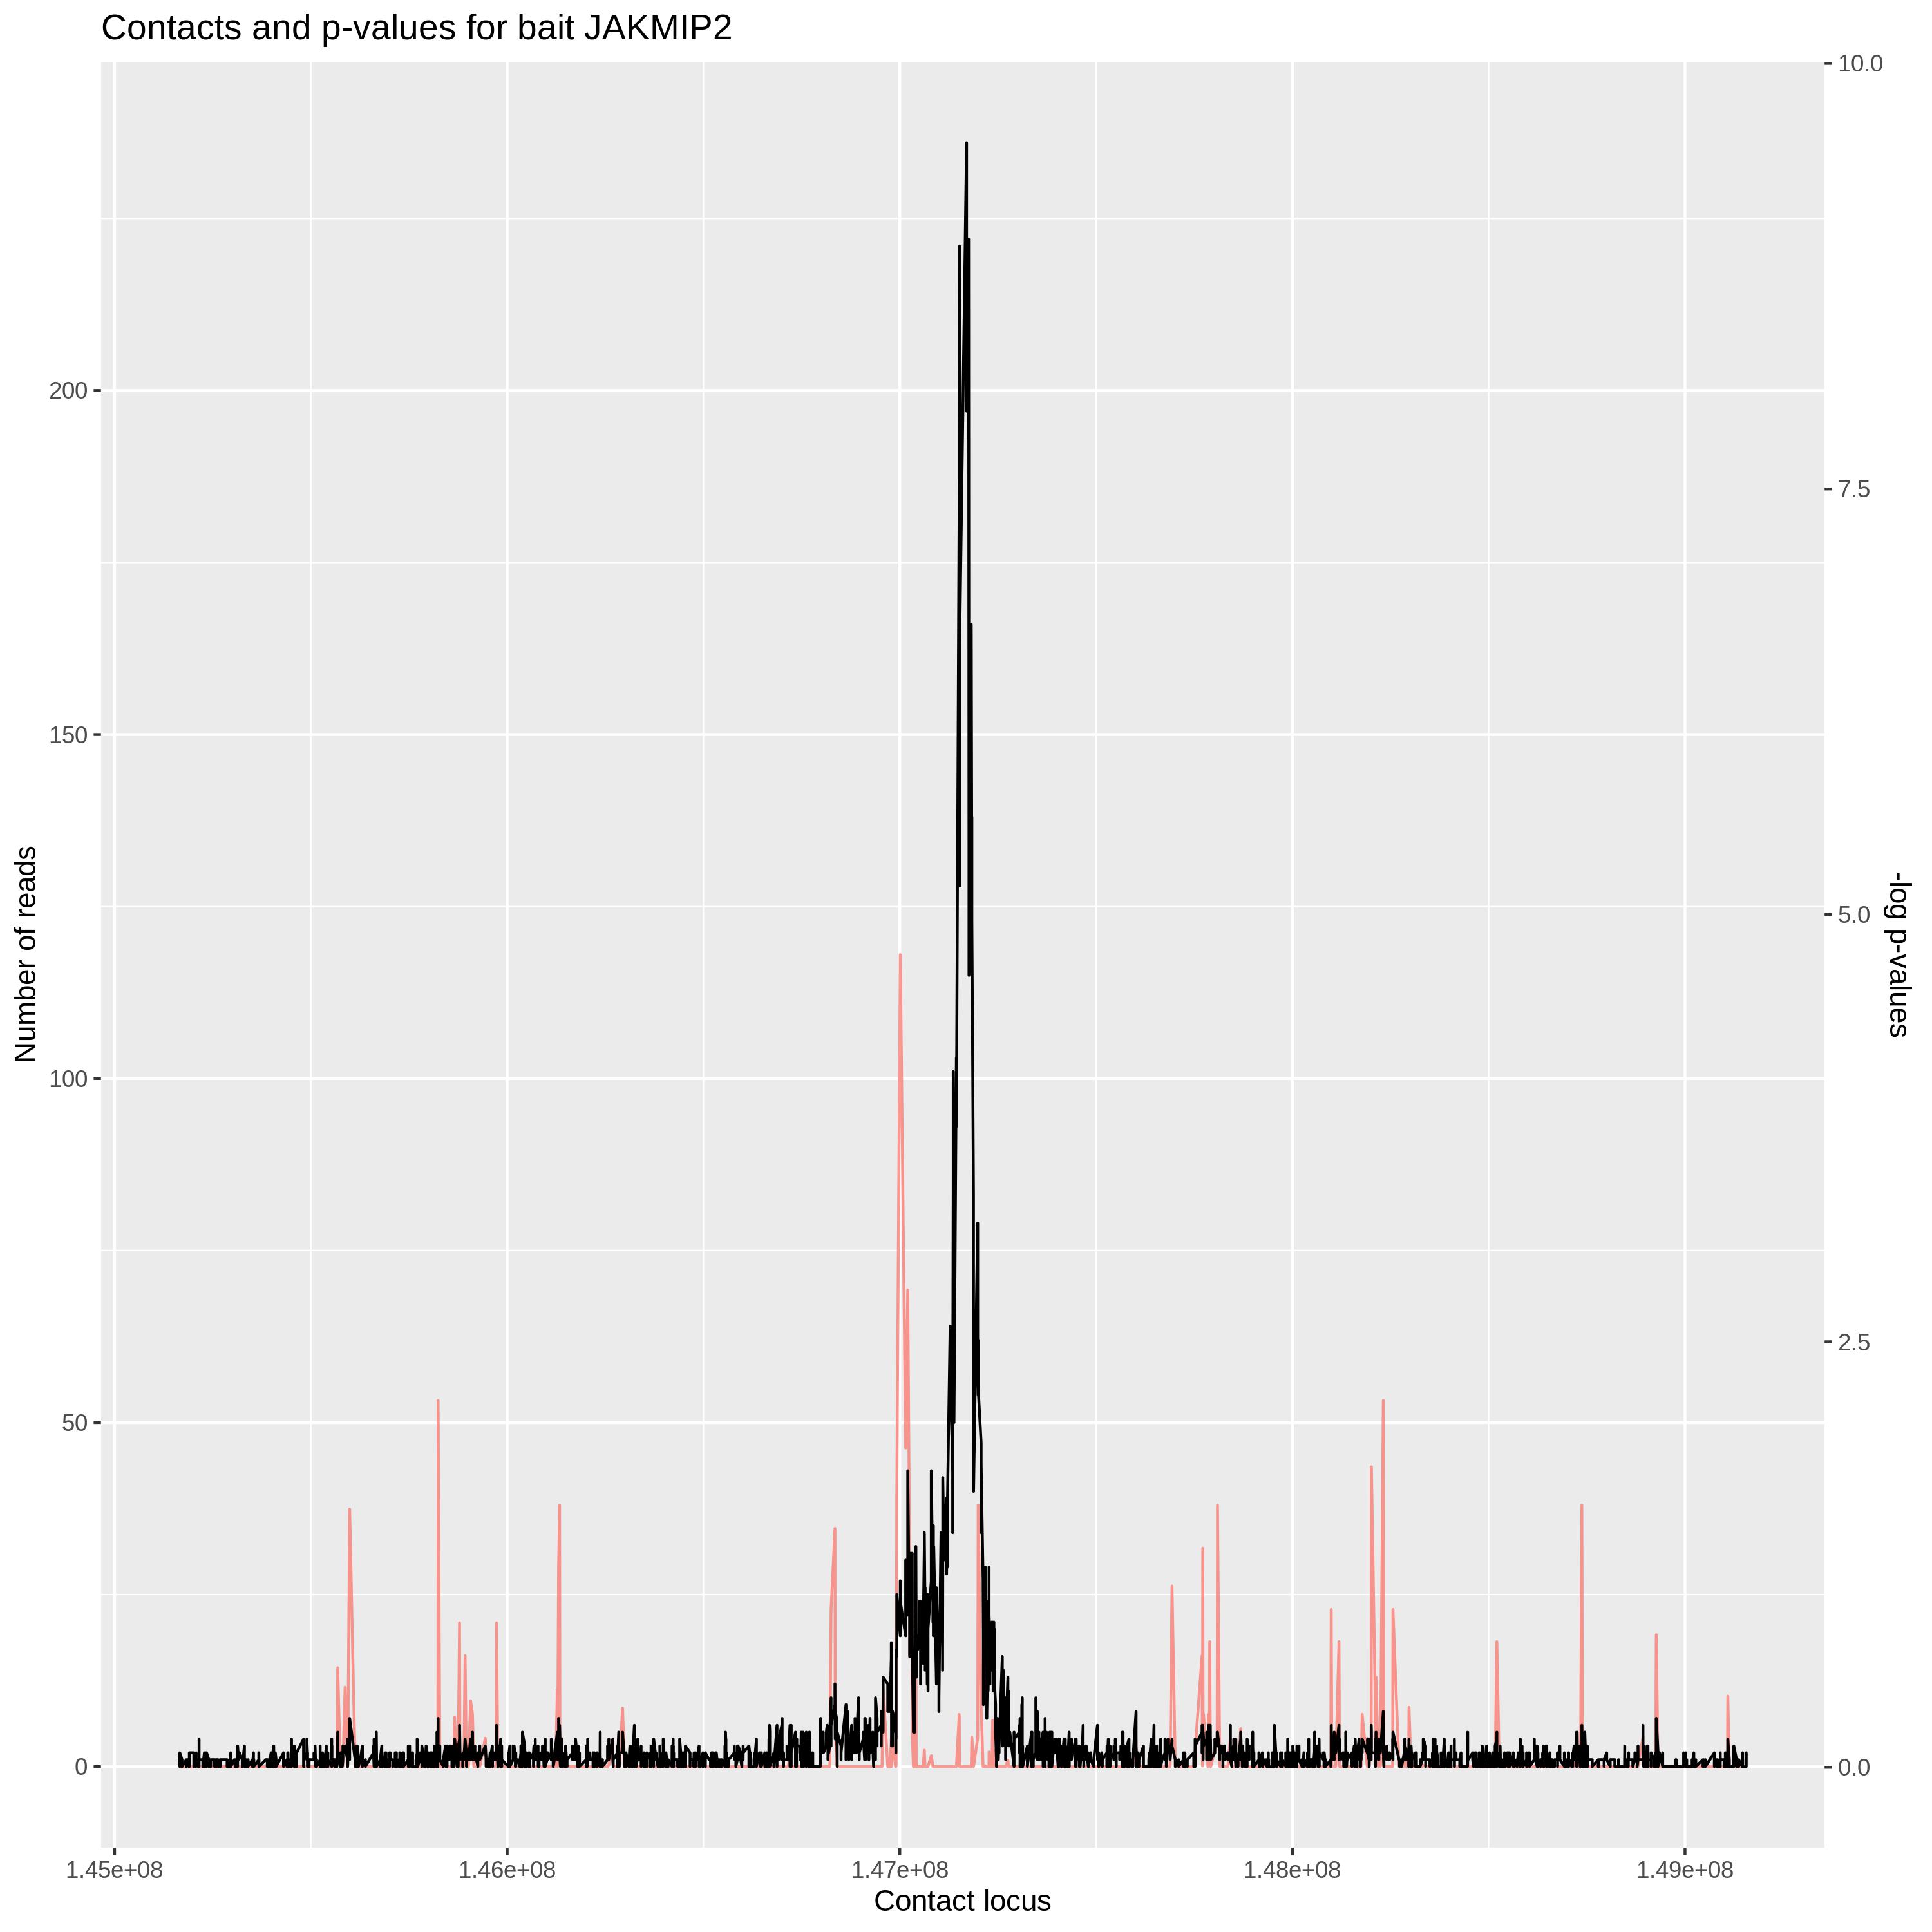 Contacts and p-values for bait JAKMIP2
10.0
7.5
5.0
2.5
0.0
-log p-values
200
150
100
50
0
Number of reads
1.45e+08
1.46e+08
1.47e+08
1.48e+08
1.49e+08
Contact locus